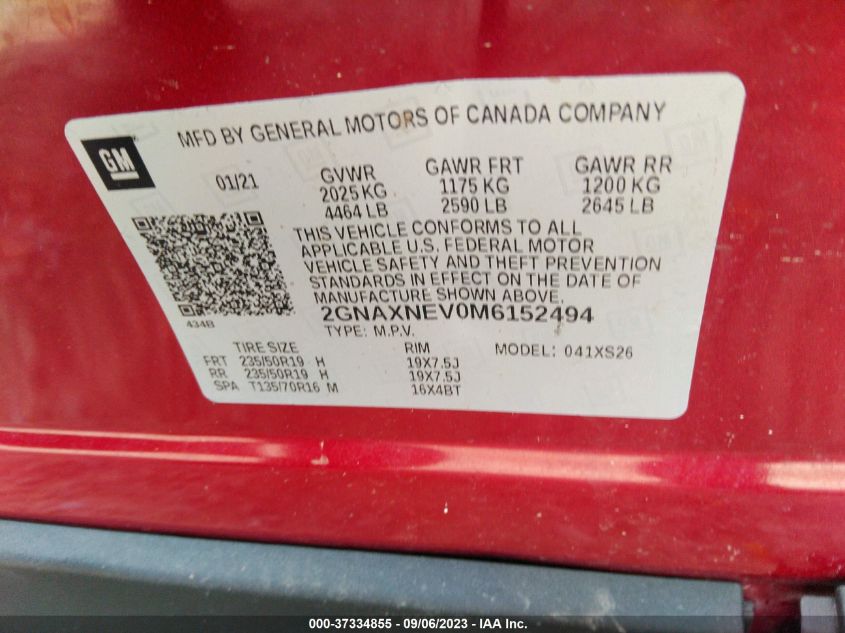 MFD BY GENERAL MOTORS OF CANADA COMPANY
GM
01/21 GVWR GAWR FRT GAWR RR
2025 KG 1175 KG 1200 KG
4464 LB 2590 LB 2645 LB
THIS VEHICLE CONFORMS TO ALL
APPLICABLE U.S. FEDERAL MOTOR
VEHICLE SAFETY AND THEFT PREVENTION
STANDARDS IN EFFECT ON THE DATE OF
MANUFACTURE SHOWN ABOVE.
2GNAXNEV0M6152494
434B
TYPE: M.P.V.
TIRE SIZE RIM MODEL: 041XS26
FRT 235/50R19 H 19X7.5J
RR 235/50R19 H 19X7.5J
SPA T135/70R16 M 16X4BT
000-37334855 - 09/06/2023 - IAA Inc.